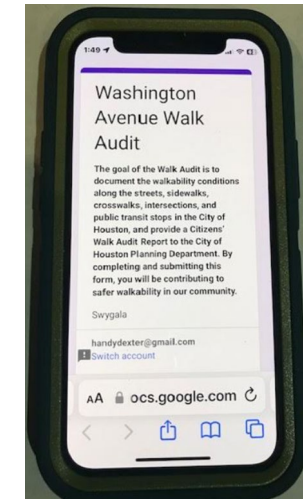 1:49
Washington
Avenue Walk
Audit
The goal of the Walk Audit is to
document the walkability conditions
along the streets, sidewalks,
crosswalks, intersections, and
public transit stops in the City of
Houston, and provide a Citizens'
Walk Audit Report to the City of
Houston Planning Department. By
completing and submitting this
form, you will be contributing to
safer walkability in our community.
Swygala
handydexter@gmail.com
Switch account
AA ocs.google.com